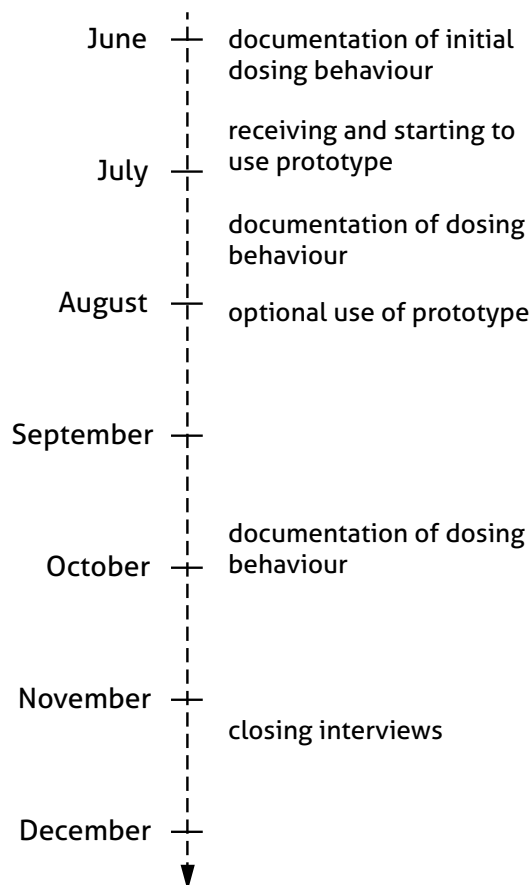 June
documentation of initial
dosing behaviour
receiving and starting to
use prototype
July
documentation of dosing
behaviour
August
optional use of prototype
September
documentation of dosing
behaviour
October
November
closing interviews
December